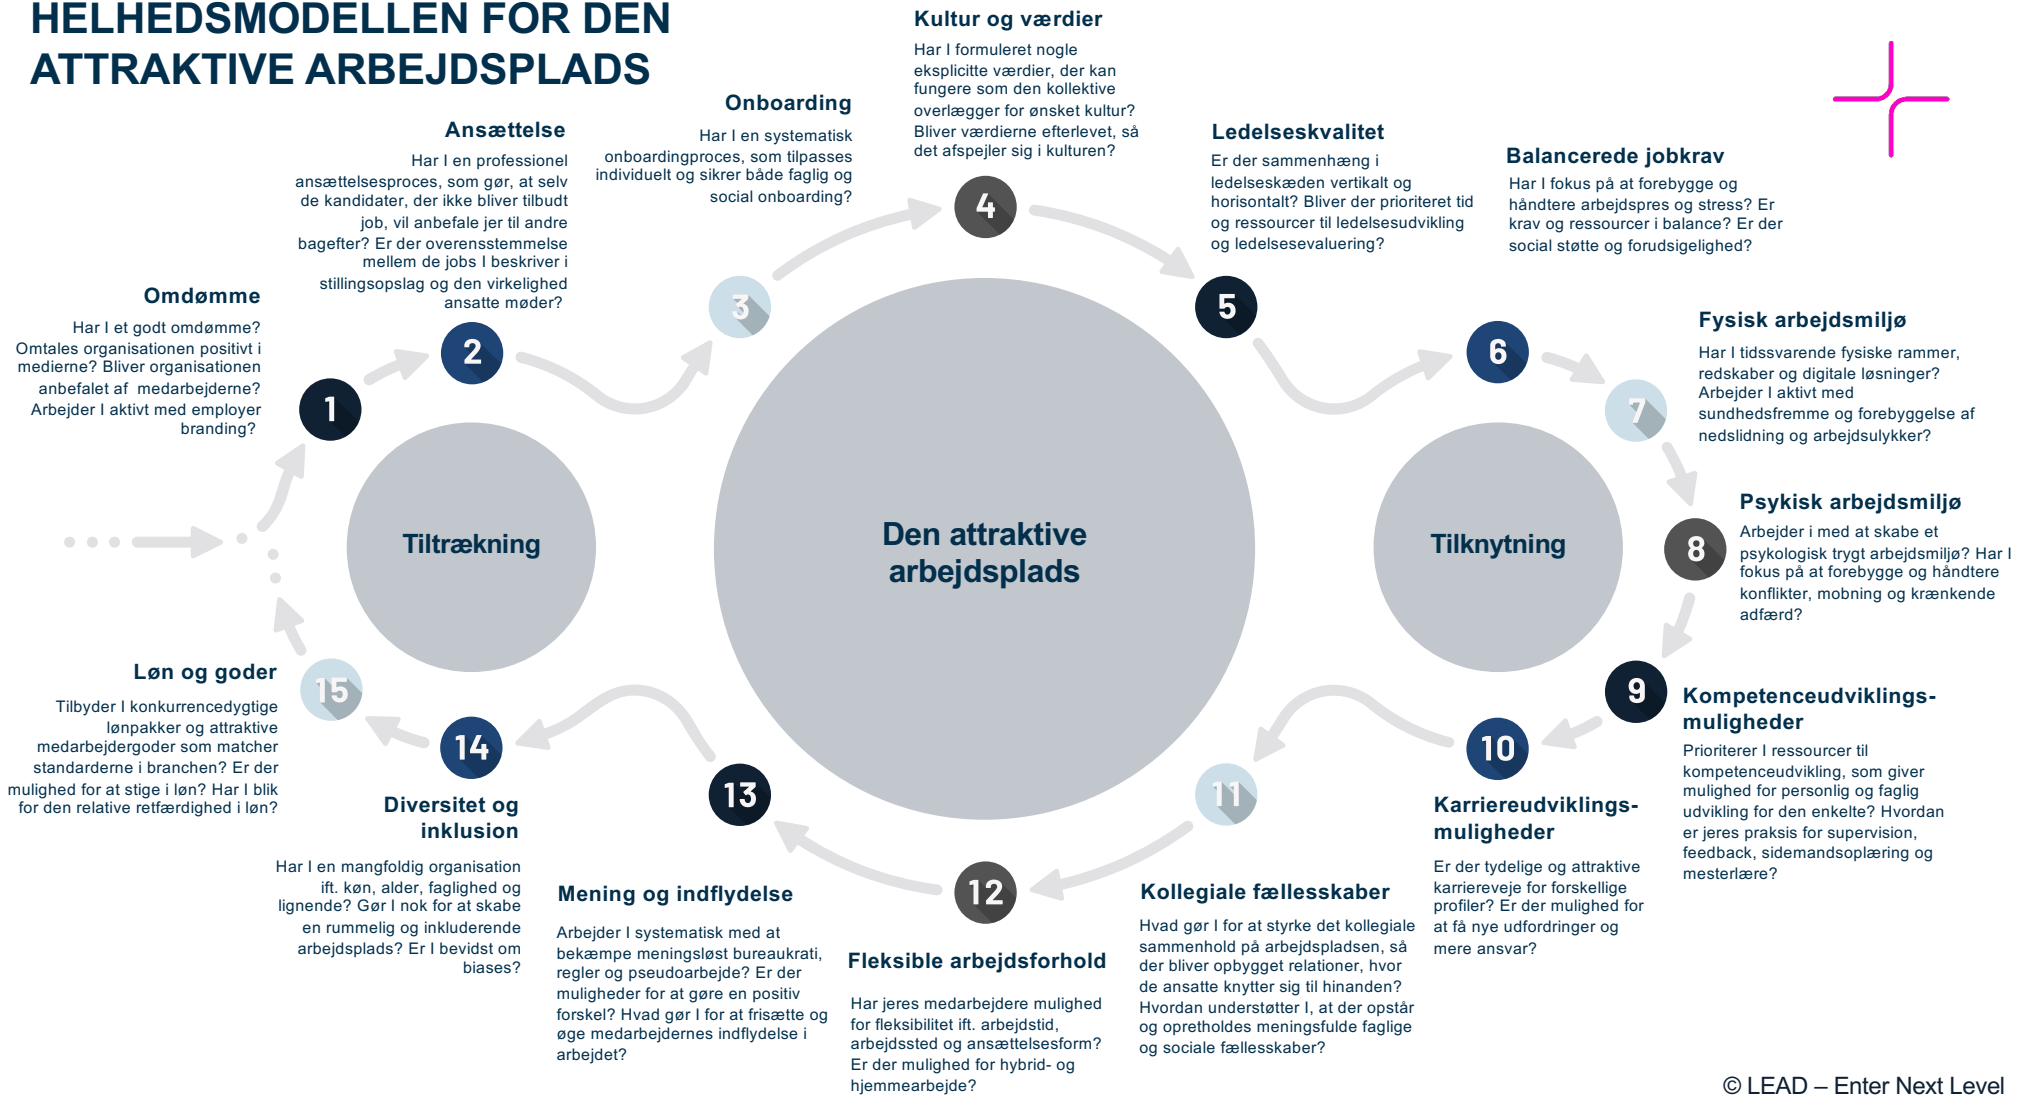 HELHEDSMODELLEN FOR DEN
ATTRAKTIVE ARBEJDSPLADS
Omdømme
Har I et godt omdømme?
Omtales organisationen positivt i
medierne? Bliver organisationen
anbefalet af medarbejderne?
Arbejder I aktivt med employer
branding?
1
Ansættelse
Har I en professionel
ansættelsesproces, som gør, at selv
de kandidater, der ikke bliver tilbudt
job, vil anbefale jer til andre
bagefter? Er der overensstemmelse
mellem de jobs I beskriver i
stillingsopslag og den virkelighed
ansatte møder?
2
Onboarding
Har I en systematisk
onboardingproces, som tilpasses
individuelt og sikrer både faglig og
social onboarding?
3
Kultur og værdier
Har I formuleret nogle
eksplicitte værdier, der kan
fungere som den kollektive
overlægger for ønsket kultur?
Bliver værdierne efterlevet, så
det afspejler sig i kulturen?
4
Ledelseskvalitet
Er der sammenhæng i
ledelseskæden vertikalt og
horisontalt? Bliver der prioriteret tid
og ressourcer til ledelsesudvikling
og ledelsesevaluering?
5
Balancerede jobkrav
Har I fokus på at forebygge og
håndtere arbejdspres og stress? Er
krav og ressourcer i balance? Er der
social støtte og forudsigelighed?
6
Fysisk arbejdsmiljø
Har I tidssvarende fysiske rammer,
redskaber og digitale løsninger?
Arbejder I aktivt med
sundhedsfremme og forebyggelse af
nedslidning og arbejdsulykker?
7
Psykisk arbejdsmiljø
Arbejder i med at skabe et
psykologisk trygt arbejdsmiljø? Har I
fokus på at forebygge og håndtere
konflikter, mobning og krænkende
adfærd?
8
Tiltrækning
Den attraktive
arbejdsplads
Tilknytning
9
Kompetenceudviklings-
muligheder
Prioriterer I ressourcer til
kompetenceudvikling, som giver
mulighed for personlig og faglig
udvikling for den enkelte? Hvordan
er jeres praksis for supervision,
feedback, sidemandsoplæring og
mesterlære?
10
Karriereudviklings-
muligheder
Er der tydelige og attraktive
karriereveje for forskellige
profiler? Er der mulighed for
at få nye udfordringer og
mere ansvar?
11
Kollegiale fællesskaber
Hvad gør I for at styrke det kollegiale
sammenhold på arbejdspladsen, så
der bliver opbygget relationer, hvor
de ansatte knytter sig til hinanden?
Hvordan understøtter I, at der opstår
og opretholdes meningsfulde faglige
og sociale fællesskaber?
12
Fleksible arbejdsforhold
Har jeres medarbejdere mulighed
for fleksibilitet ift. arbejdstid,
arbejdssted og ansættelsesform?
Er der mulighed for hybrid- og
hjemmearbejde?
13
Mening og indflydelse
Arbejder I systematisk med at
bekæmpe meningsløst bureaukrati,
regler og pseudoarbejde? Er der
muligheder for at gøre en positiv
forskel? Hvad gør I for at frisætte og
øge medarbejdernes indflydelse i
arbejdet?
14
Diversitet og
inklusion
Har I en mangfoldig organisation
ift. køn, alder, faglighed og
lignende? Gør I nok for at skabe
en rummelig og inkluderende
arbejdsplads? Er I bevidst om
biases?
15
Løn og goder
Tilbyder I konkurrencedygtige
lønpakker og attraktive
medarbejdergoder som matcher
standarderne i branchen? Er der
mulighed for at stige i løn? Har I blik
for den relative retfærdighed i løn?
© LEAD – Enter Next Level